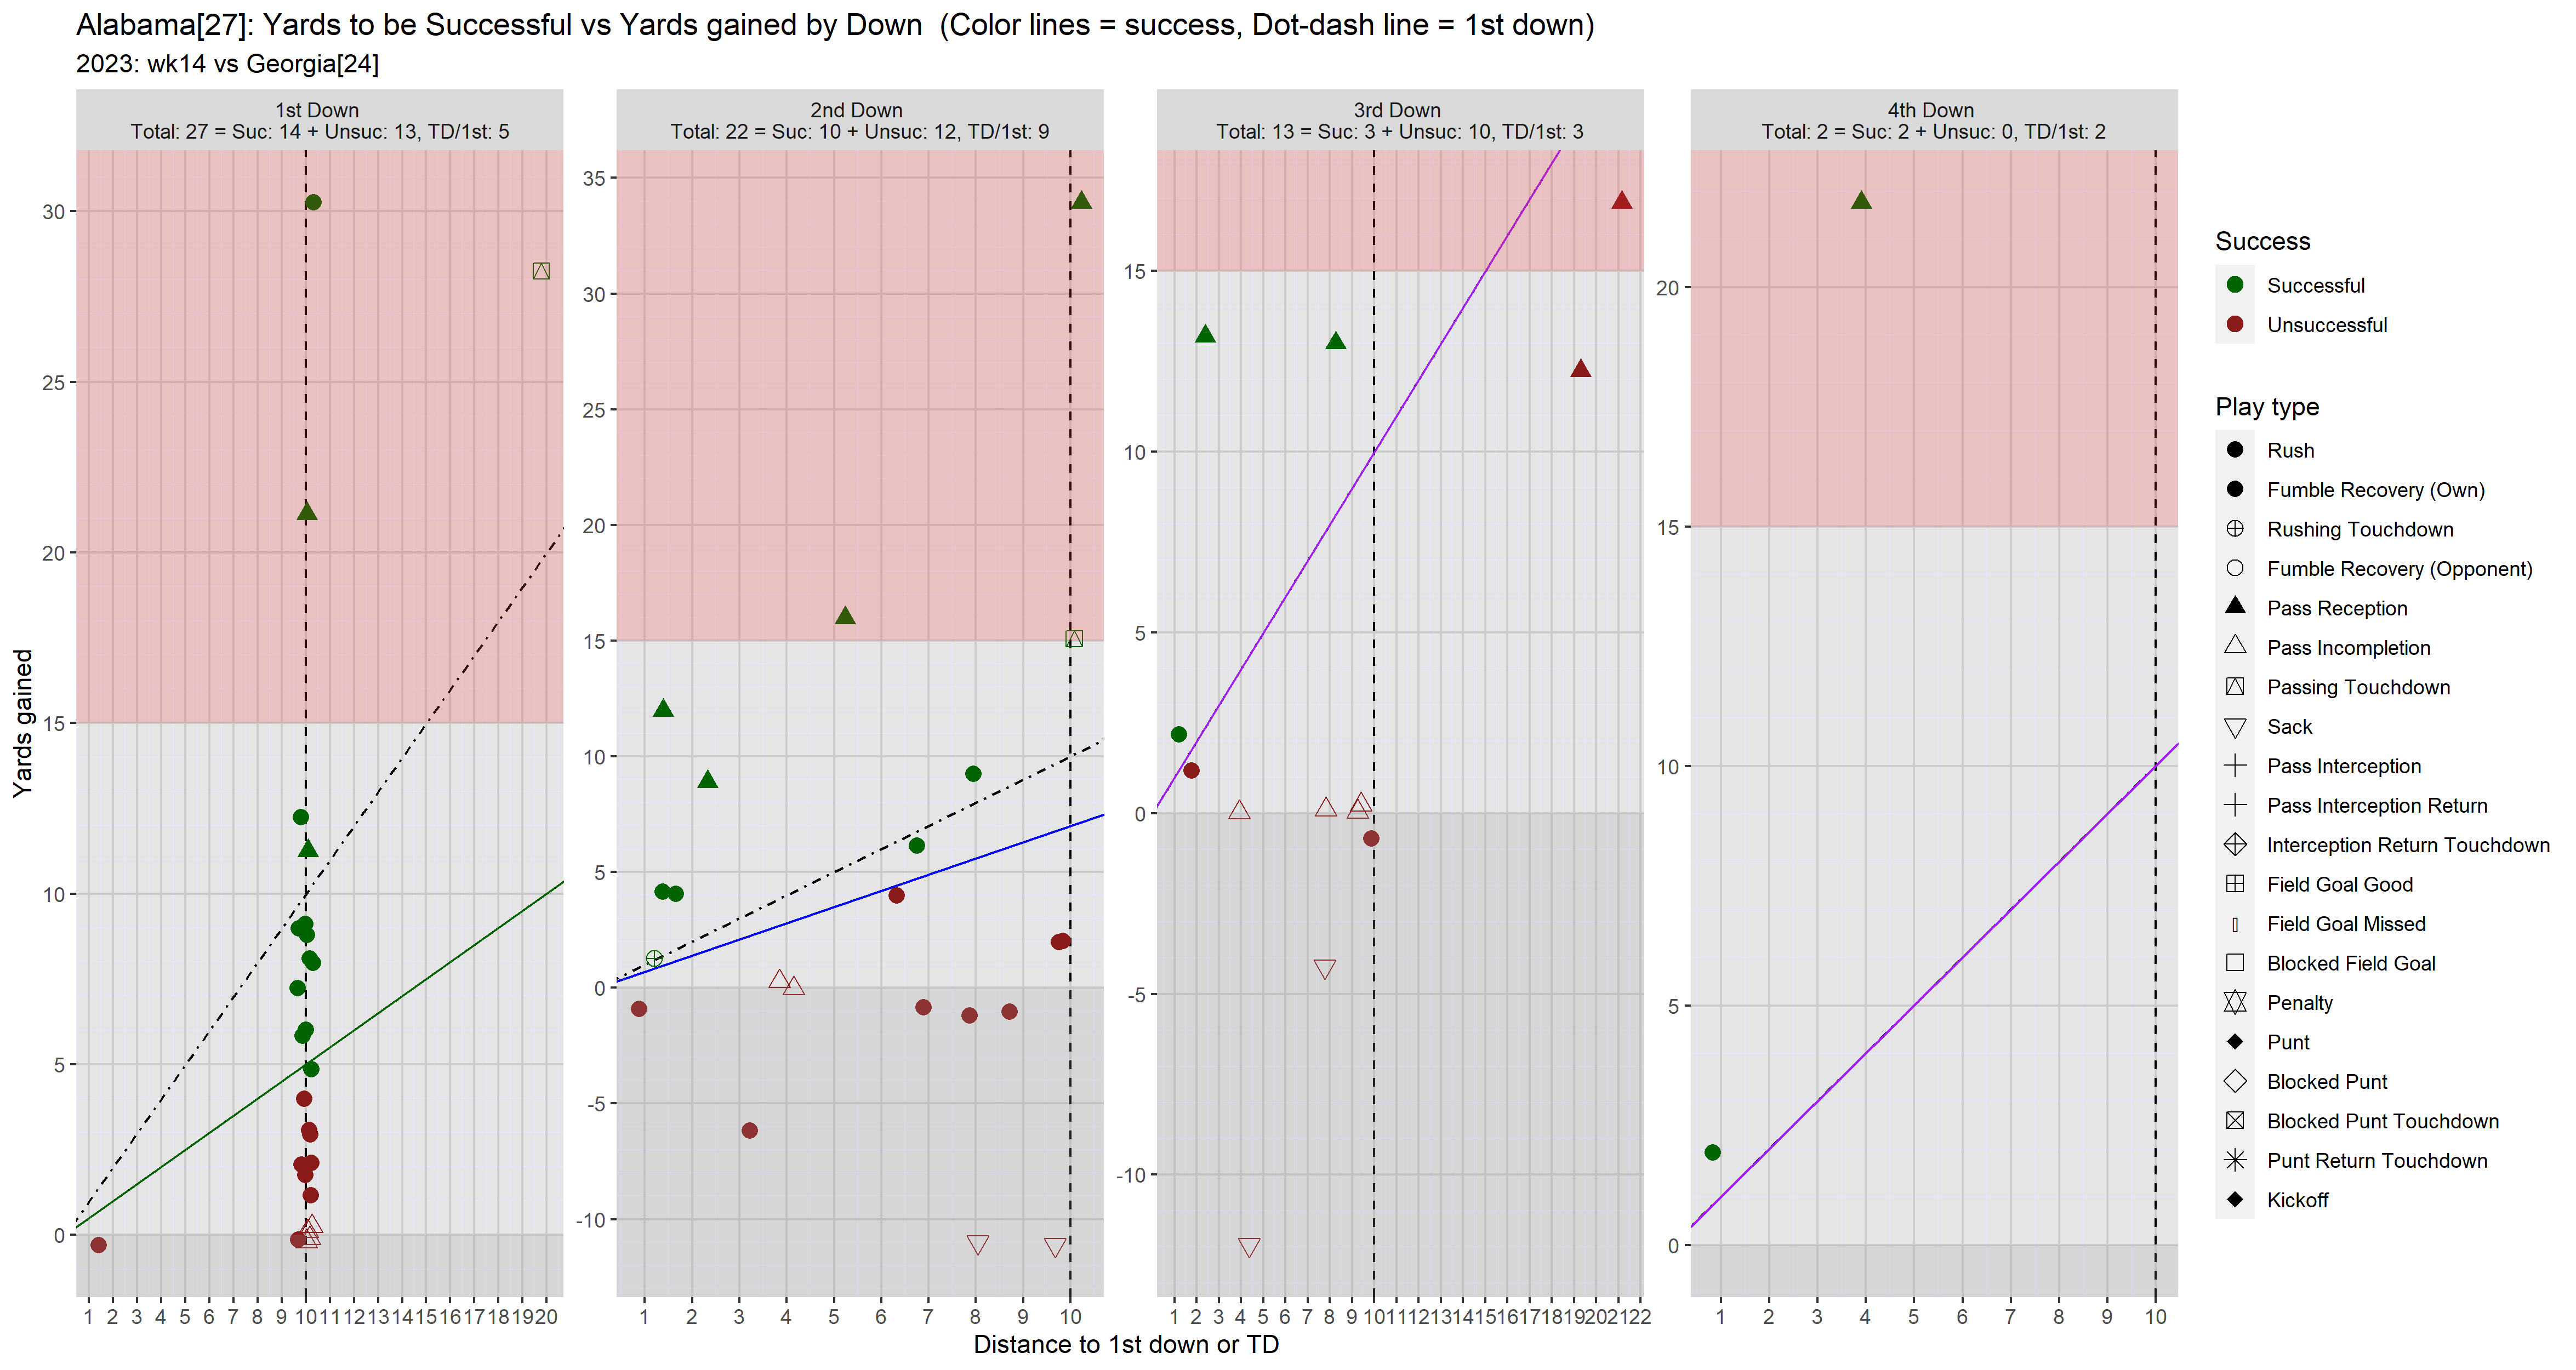 Alabama[27]: Yards to be Successful vs Yards gained by Down  (Color lines = success, Dot-dash line = 1st down)
2023: wk14 vs Georgia[24]
1st Down
Total: 27 = Suc: 14 + Unsuc: 13, TD/1st: 5
2nd Down
Total: 22 = Suc: 10 + Unsuc: 12, TD/1st: 9
3rd Down
Total: 13 = Suc: 3 + Unsuc: 10, TD/1st: 3
4th Down
Total: 2 = Suc: 2 + Unsuc: 0, TD/1st: 2
Yards gained
30
25
20
15
10
5
0
1 2 3 4 5 6 7 8 9 10 11 12 13 14 15 16 17 18 19 20
35
30
25
20
15
10
5
0
-5
-10
1 2 3 4 5 6 7 8 9 10
15
10
5
0
-5
-10
1 2 3 4 5 6 7 8 9 10 11 12 13 14 15 16 17 18 19 20 21 22
20
15
10
5
0
1 2 3 4 5 6 7 8 9 10
Distance to 1st down or TD
Success
Successful
Unsuccessful
Play type
Rush
Fumble Recovery (Own)
Rushing Touchdown
Fumble Recovery (Opponent)
Pass Reception
Pass Incompletion
Passing Touchdown
Sack
Pass Interception
Pass Interception Return
Interception Return Touchdown
Field Goal Good
Field Goal Missed
Blocked Field Goal
Penalty
Punt
Blocked Punt
Blocked Punt Touchdown
Punt Return Touchdown
Kickoff